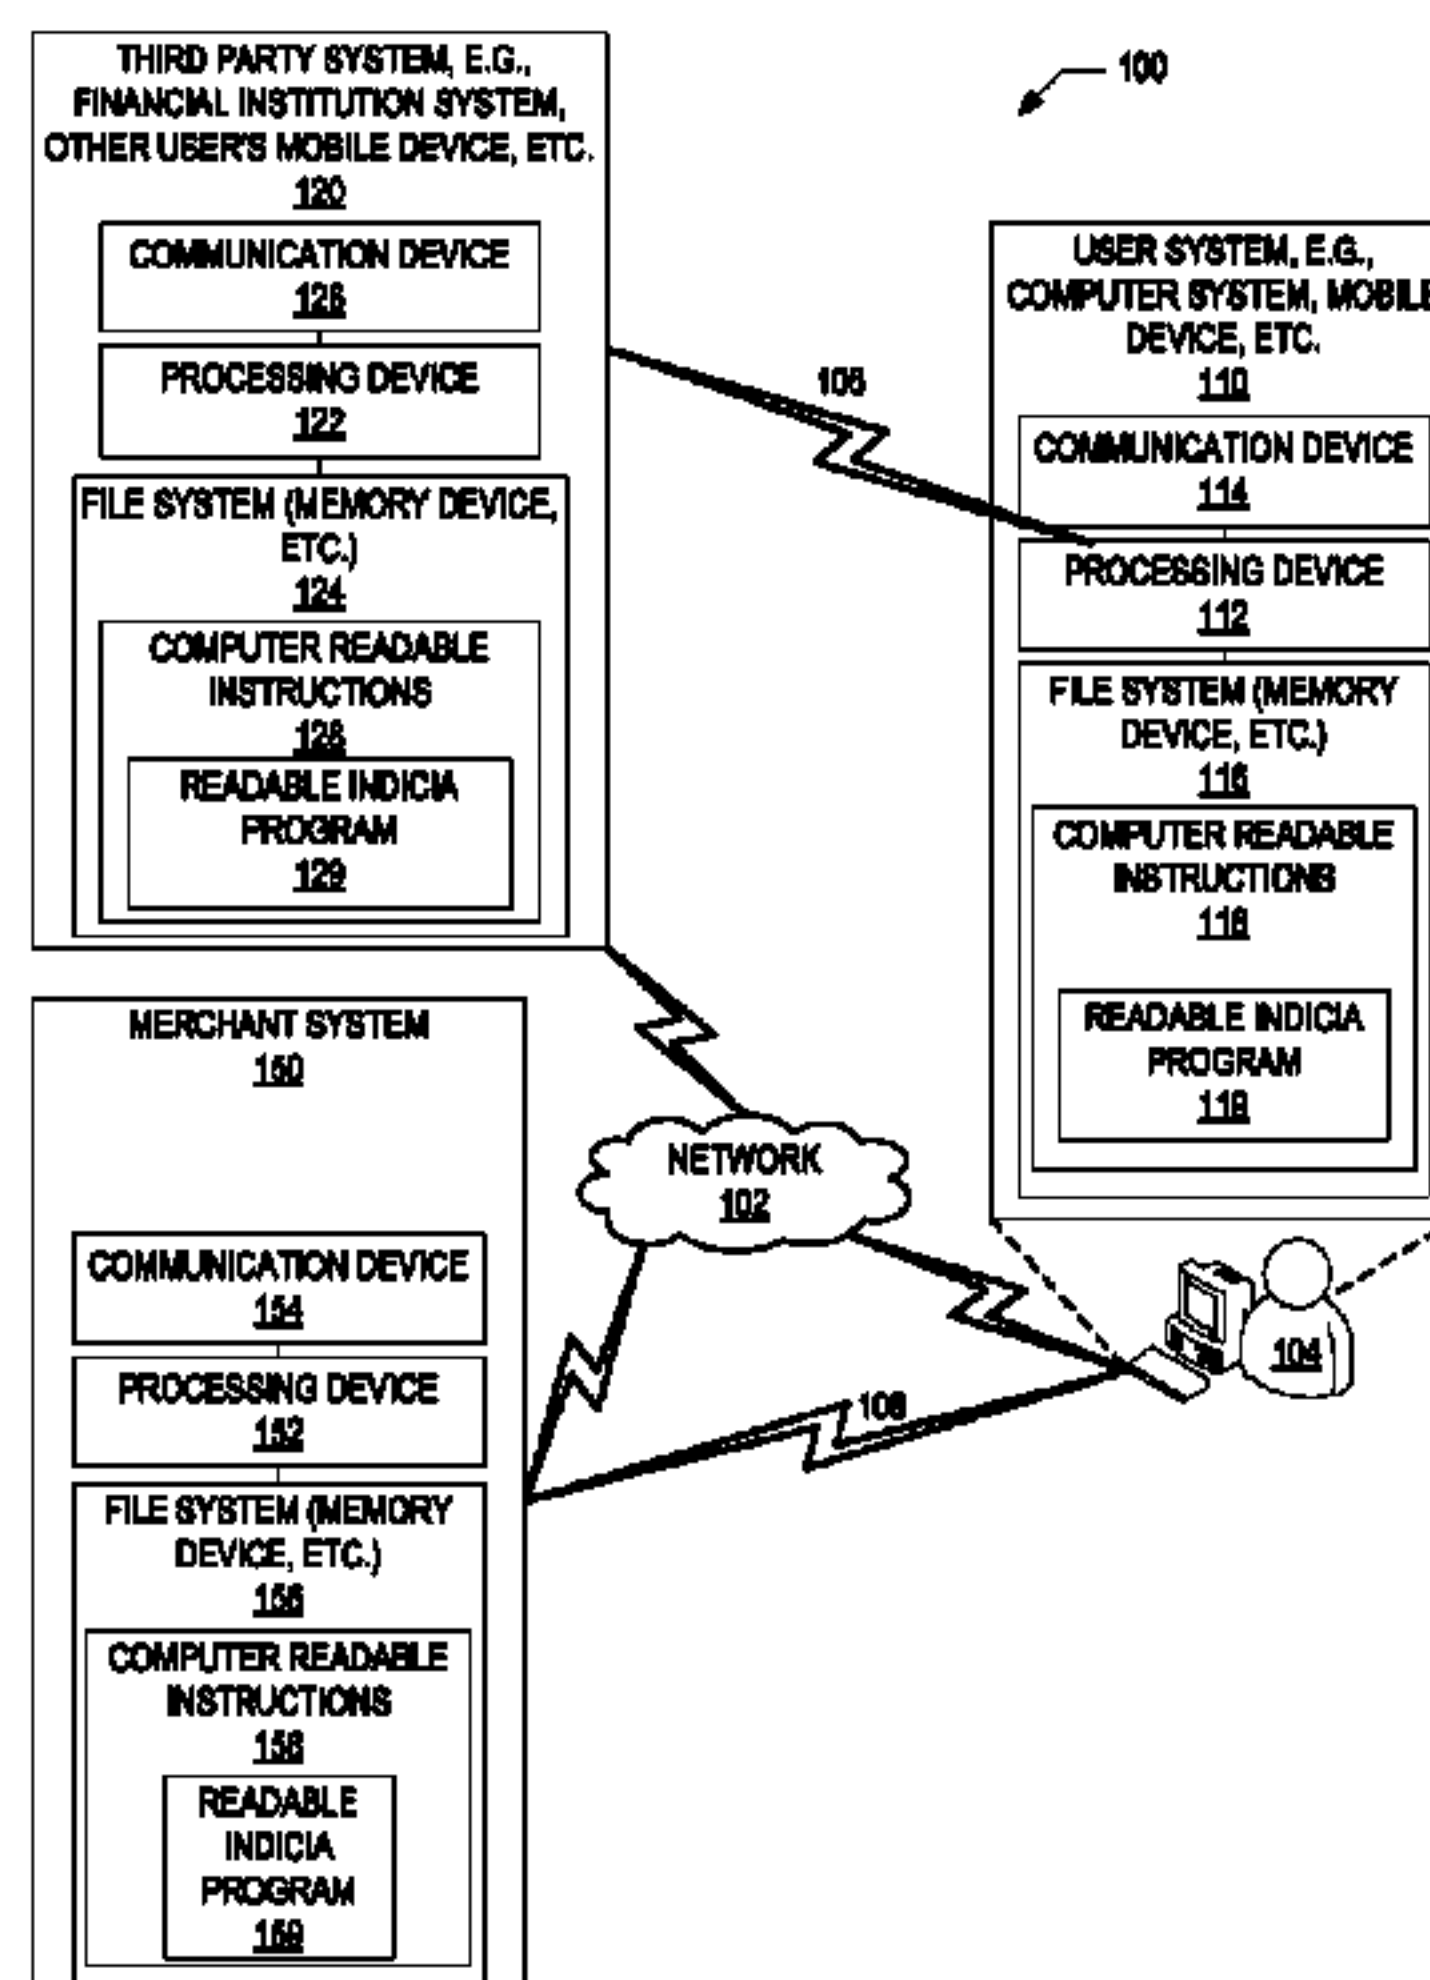 THIRD PARTY SYSTEM, E.G.,
FINANCIAL INSTITUTION SYSTEM,
OTHER USER'S MOBILE DEVICE, ETC.
120
COMMUNICATION DEVICE
126
PROCESSING DEVICE
122
FILE SYSTEM (MEMORY DEVICE,
ETC.)
124
COMPUTER READABLE
INSTRUCTIONS
128
READABLE INDICIA
PROGRAM
129
100
USER SYSTEM, E.G.,
COMPUTER SYSTEM, MOBILE
DEVICE, ETC.
110
COMMUNICATION DEVICE
114
PROCESSING DEVICE
112
FILE SYSTEM (MEMORY
DEVICE, ETC.)
116
COMPUTER READABLE
INSTRUCTIONS
118
READABLE INDICIA
PROGRAM
119
MERCHANT SYSTEM
150
COMMUNICATION DEVICE
154
PROCESSING DEVICE
152
FILE SYSTEM (MEMORY
DEVICE, ETC.)
156
COMPUTER READABLE
INSTRUCTIONS
158
READABLE
INDICIA
PROGRAM
159
NETWORK
102
104